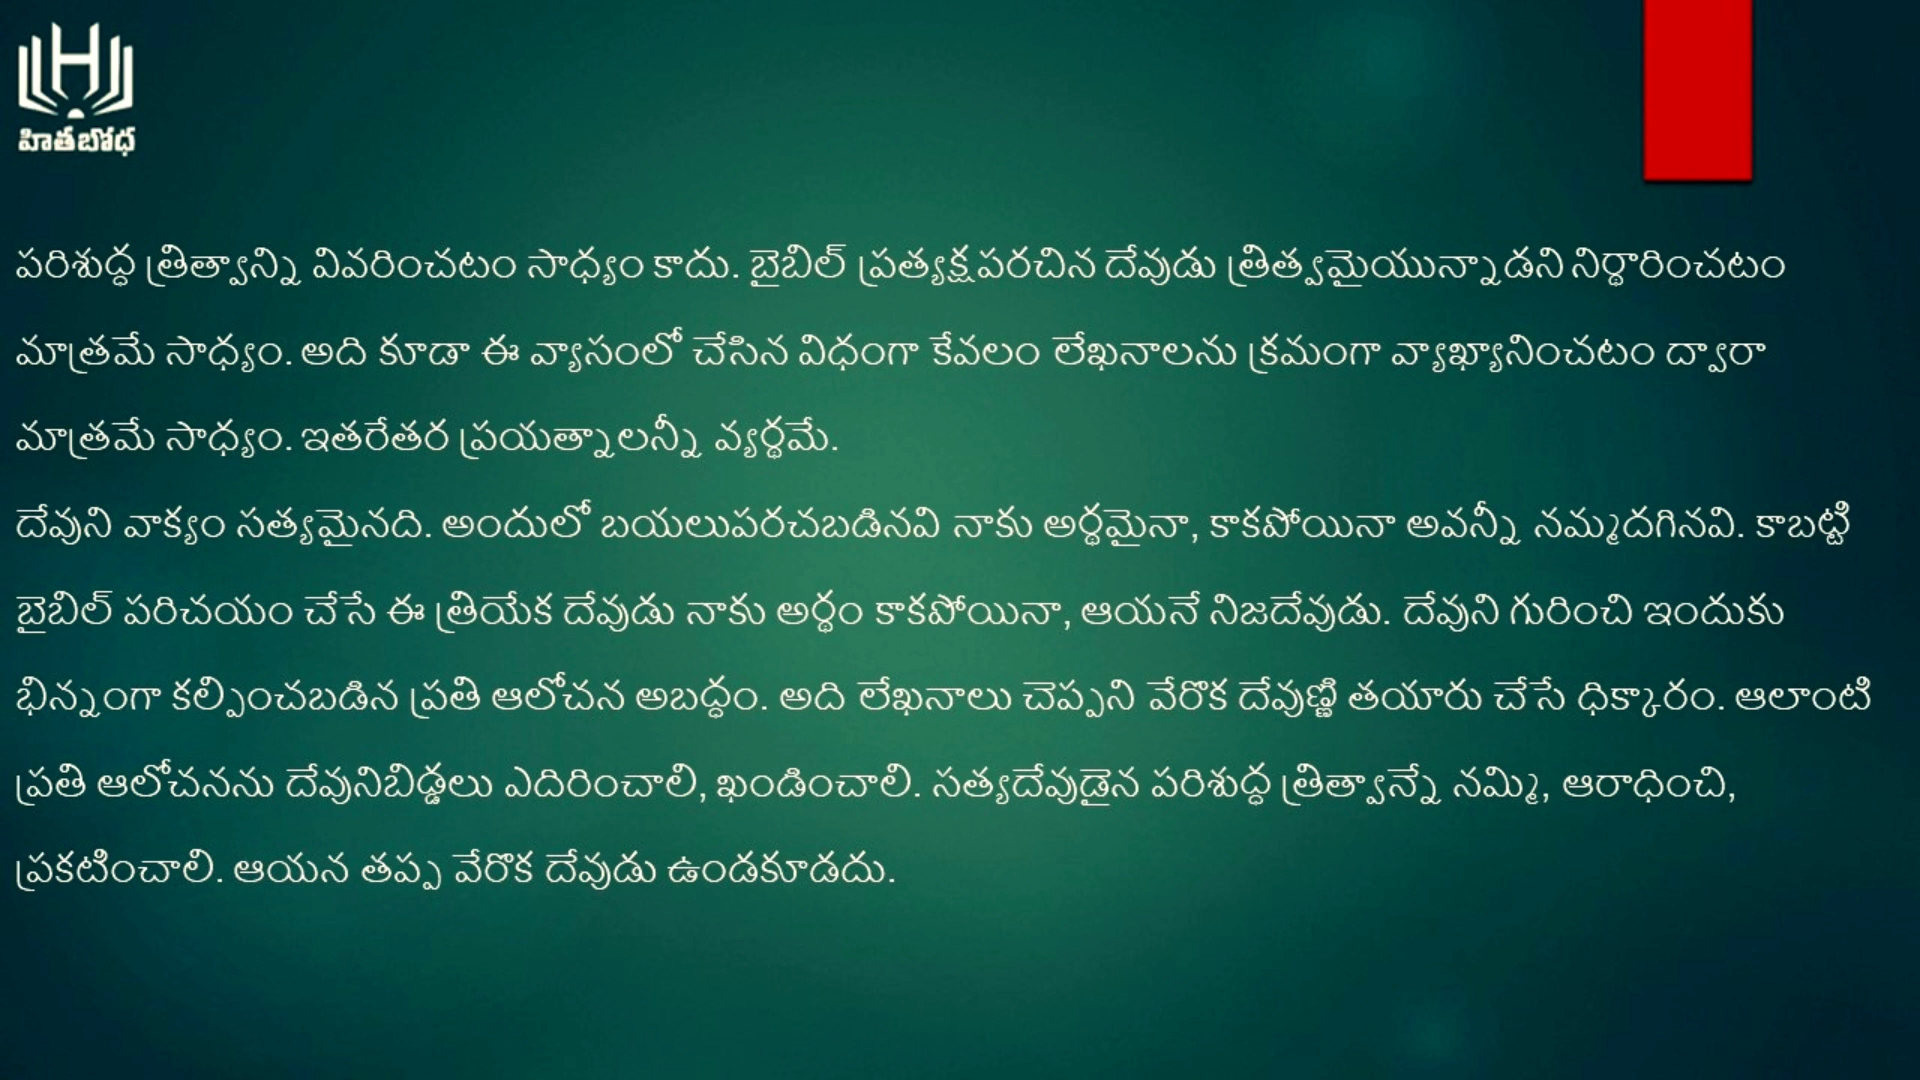 హితబోధ
పరిశుద్ధ త్రిత్వాన్ని వివరించటం సాధ్యం కాదు. బైబిల్ ప్రత్యక్షపరచిన దేవుడు త్రిత్వమైయున్నాడని నిర్ధారించటం
మాత్రమే సాధ్యం. అది కూడా ఈ వ్యాసంలో చేసిన విధంగా కేవలం లేఖనాలను క్రమంగా వ్యాఖ్యానించటం ద్వారా
మాత్రమే సాధ్యం. ఇతరేతర ప్రయత్నాలన్నీ వ్యర్థమే.
దేవుని వాక్యం సత్యమైనది. అందులో బయలుపరచబడినవి నాకు అర్థమైనా, కాకపోయినా అవన్నీ నమ్మదగినవి. కాబట్టి
బైబిల్ పరిచయం చేసే ఈ త్రియేక దేవుడు నాకు అర్థం కాకపోయినా, ఆయనే నిజదేవుడు. దేవుని గురించి ఇందుకు
భిన్నంగా కల్పించబడిన ప్రతి ఆలోచన అబద్ధం. అది లేఖనాలు చెప్పని వేరొక దేవుణ్ణి తయారు చేసే ధిక్కారం. ఆలాంటి
ప్రతి ఆలోచనను దేవునిబిడ్డలు ఎదిరించాలి, ఖండించాలి. సత్యదేవుడైన పరిశుద్ధ త్రిత్వాన్నే నమ్మి, ఆరాధించి,
ప్రకటించాలి. ఆయన తప్ప వేరొక దేవుడు ఉండకూడదు.